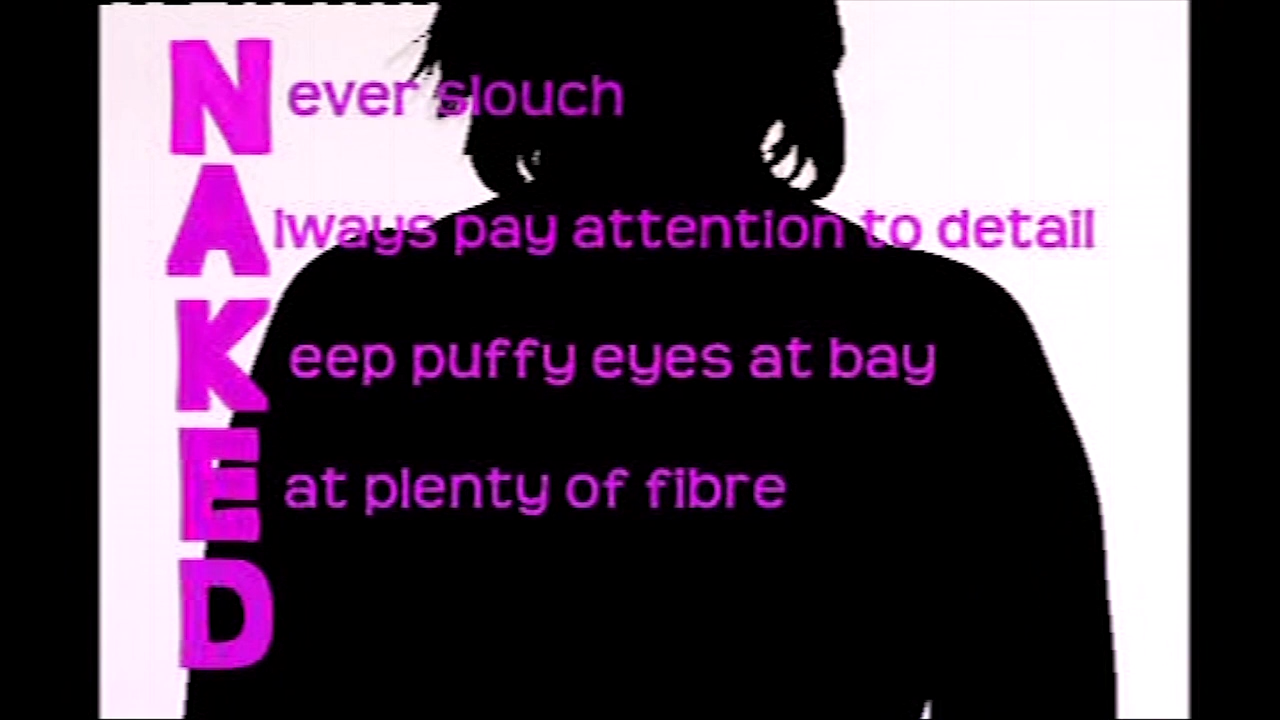 Never slouch
Always pay attention to detail
Keep puffy eyes at bay
Eat plenty of fibre
D